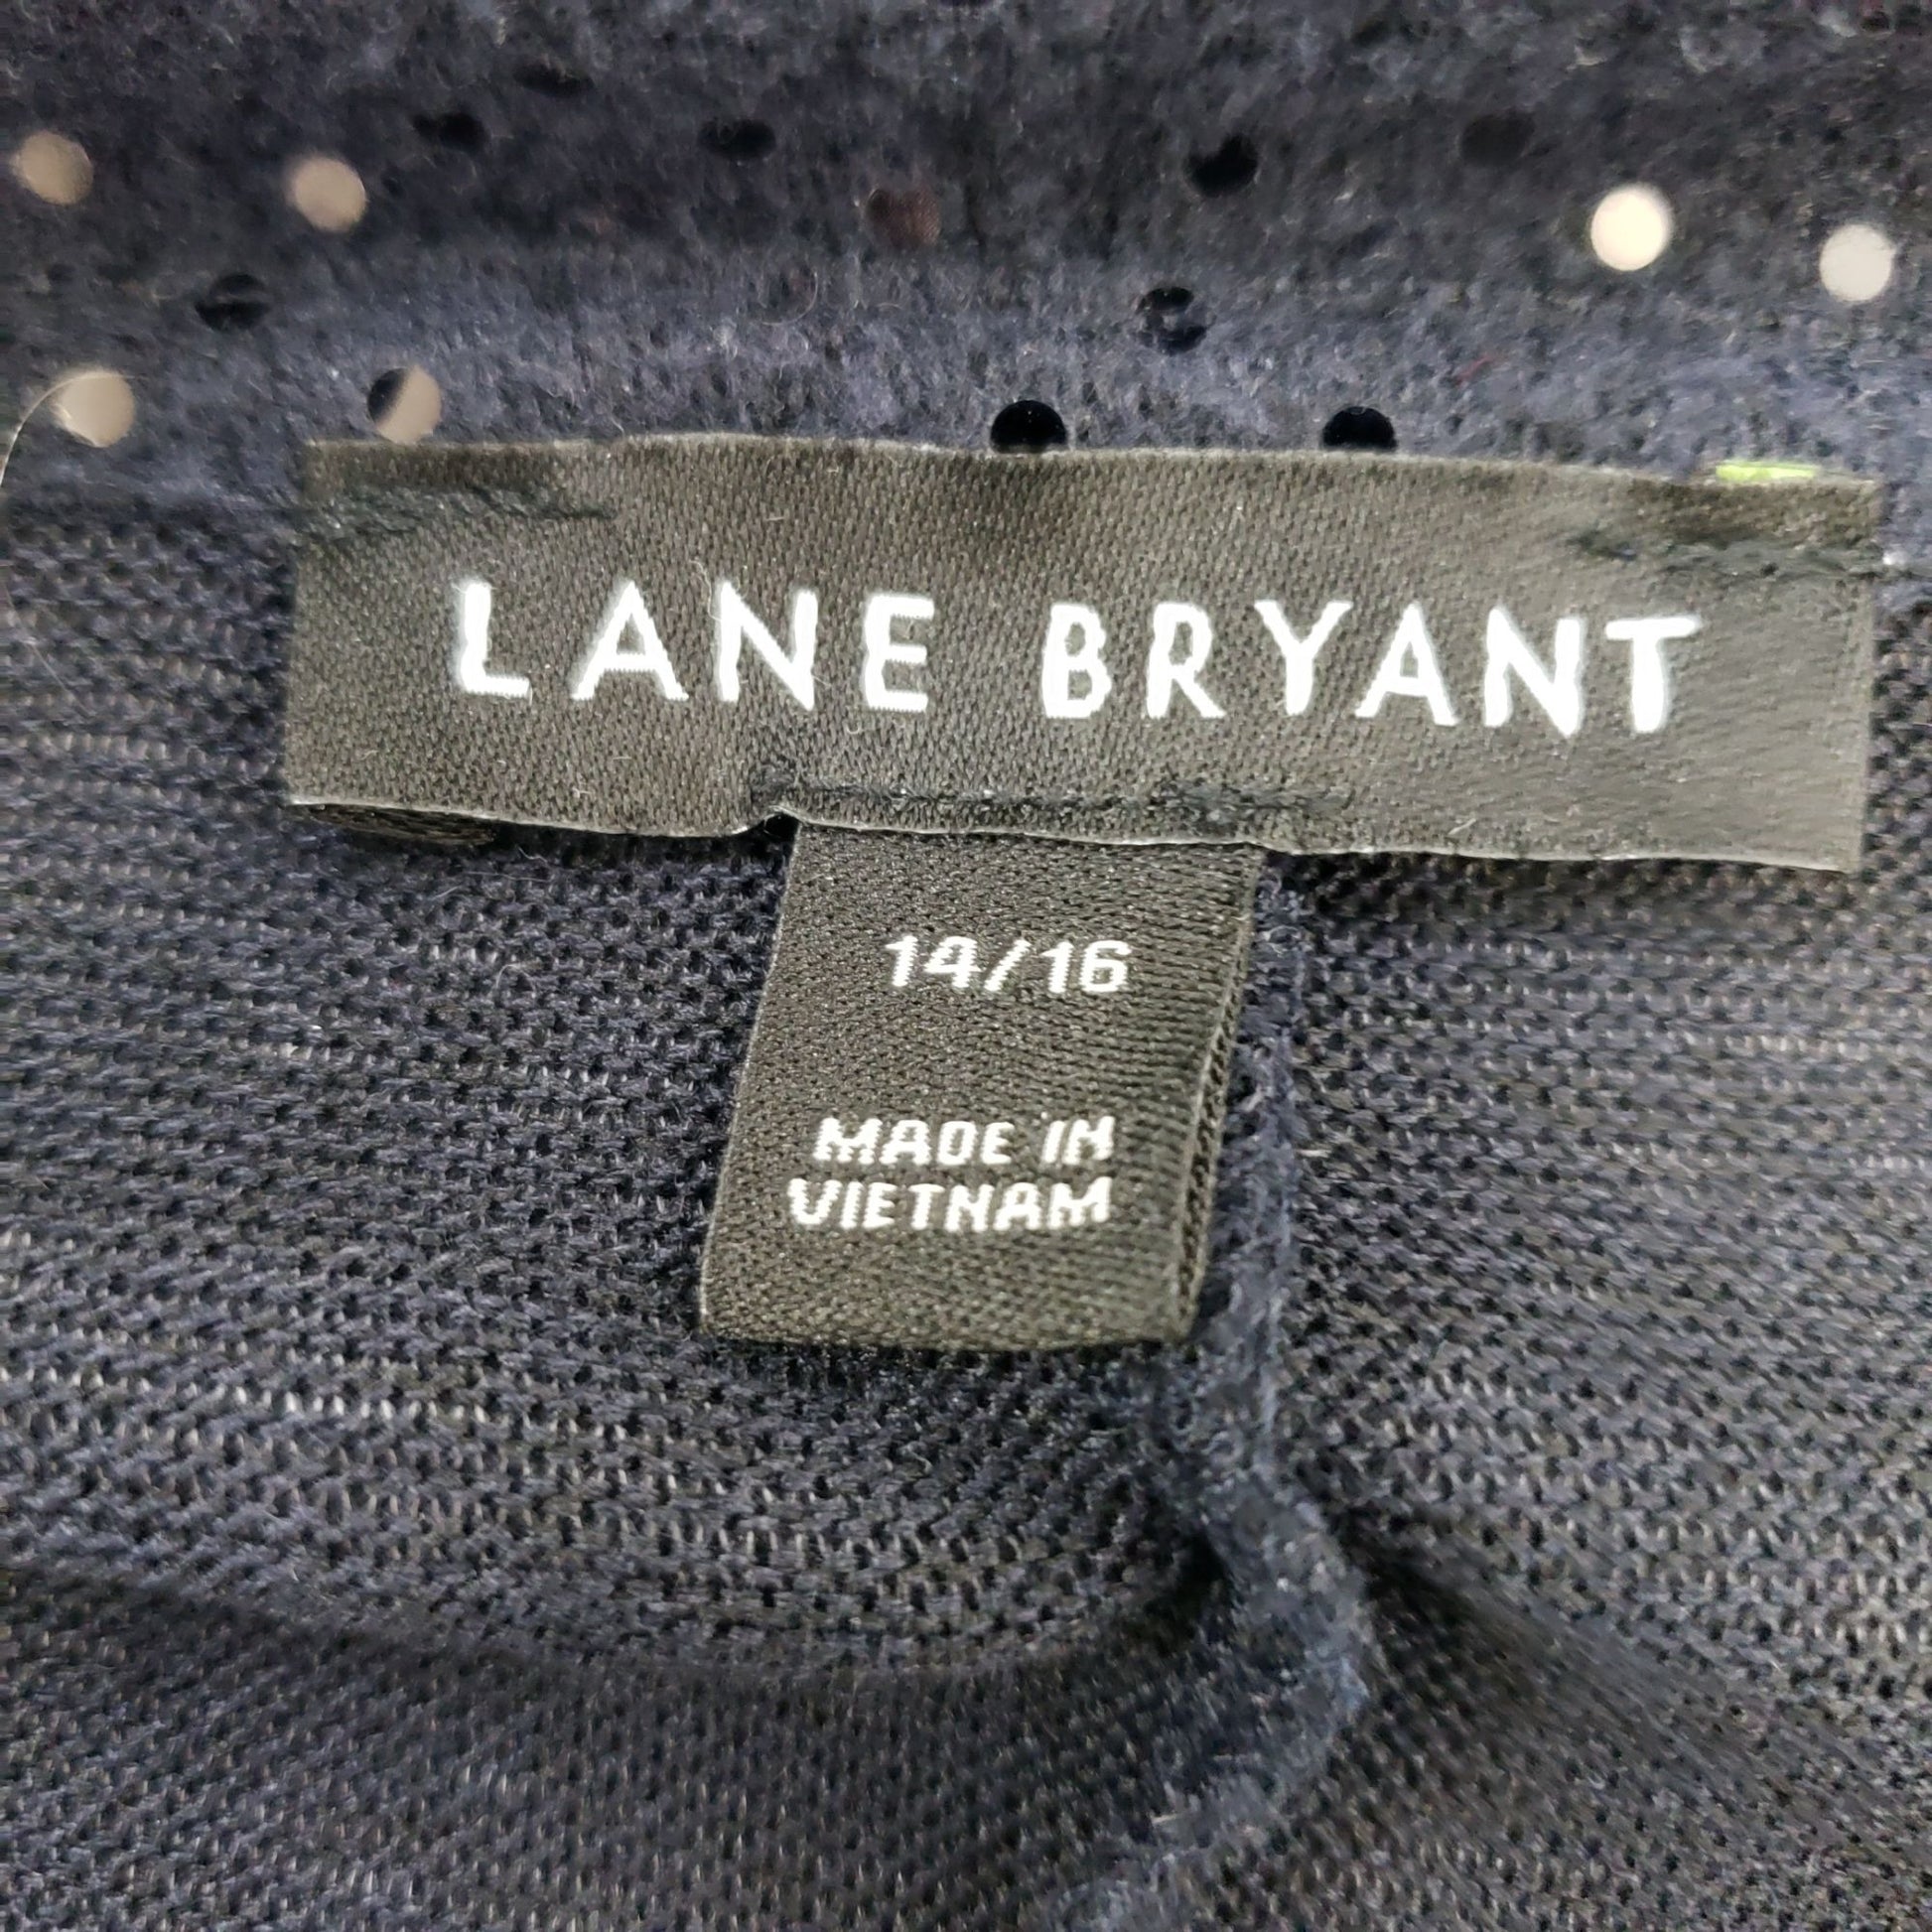 LANE BRYANT
14/16
MADE IN
VIETNAM